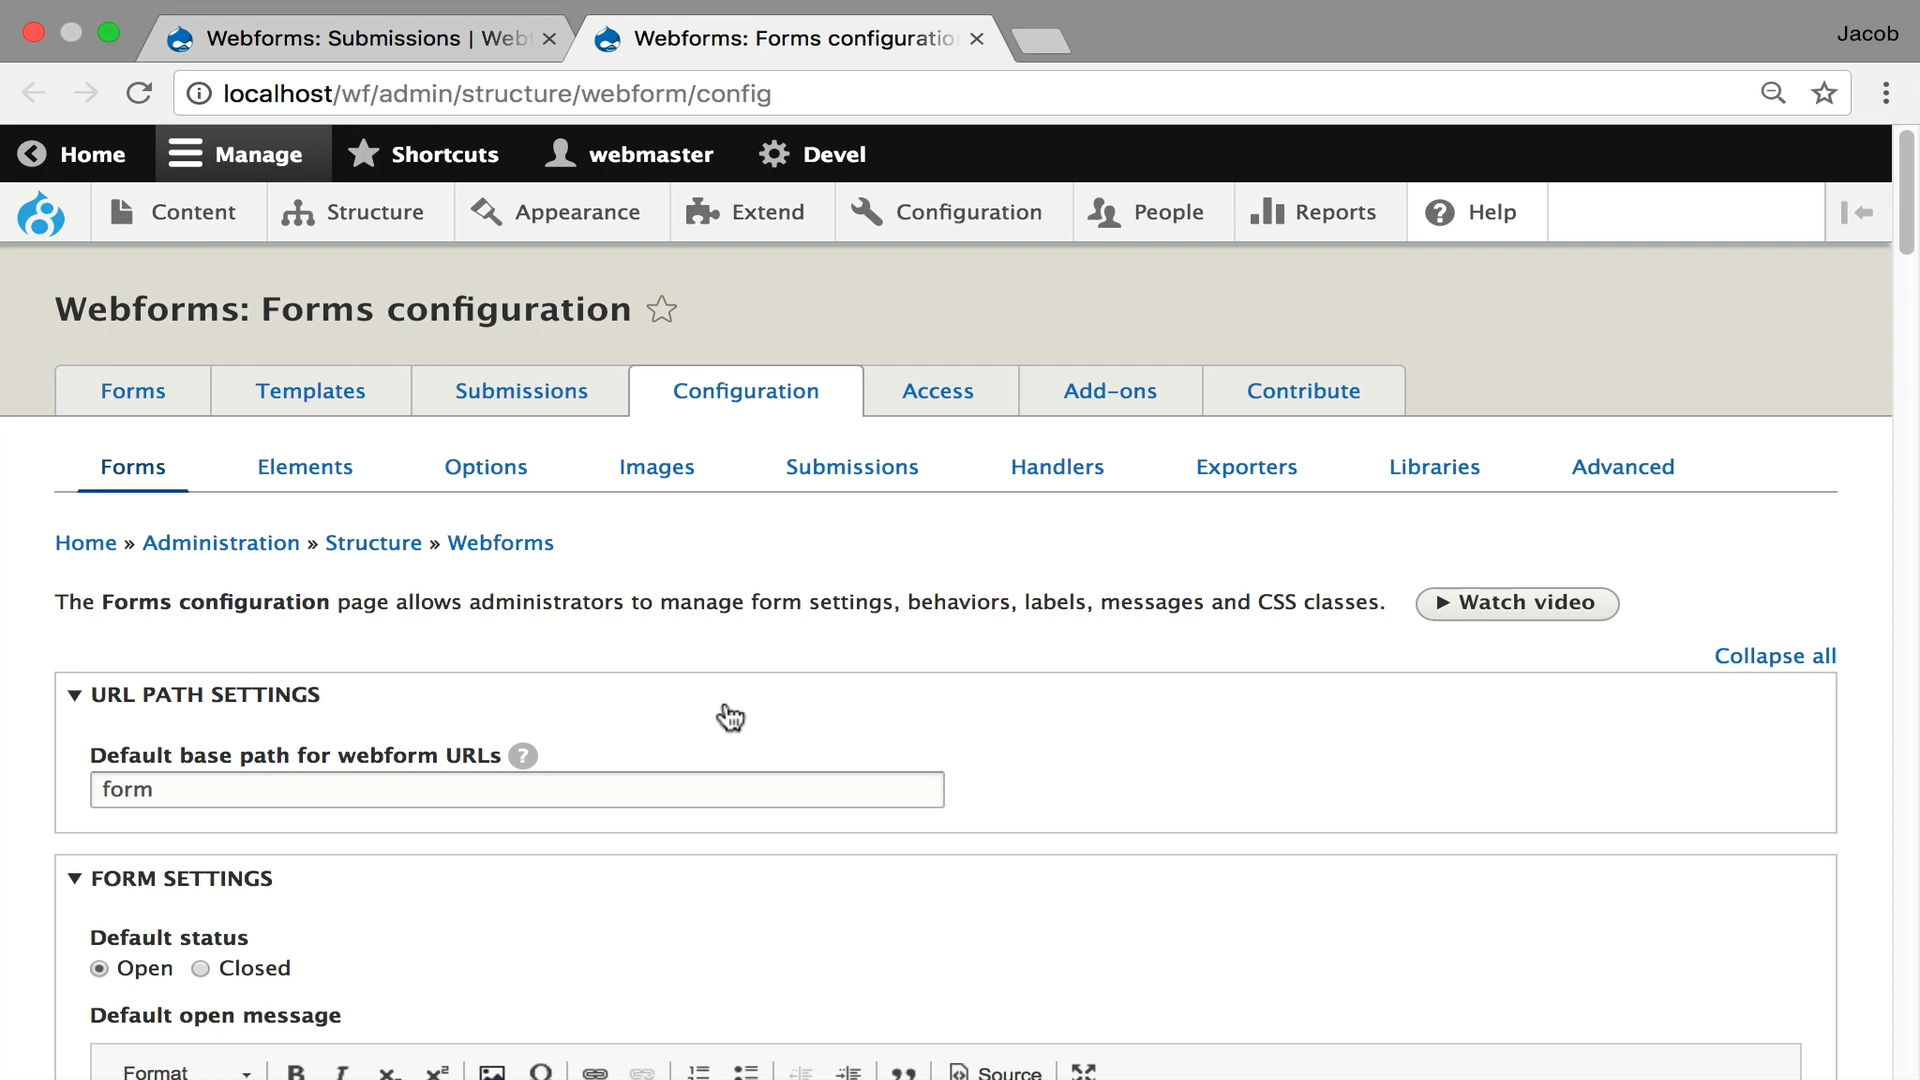 Webforms: Submissions | Web
Webforms: Forms configuratio
Jacob
localhost/wf/admin/structure/webform/config
Home Manage Shortcuts webmaster Devel
Content Structure Appearance Extend Configuration People Reports Help
Webforms: Forms configuration
Forms Templates Submissions Configuration Access Add-ons Contribute
Forms Elements Options Images Submissions Handlers Exporters Libraries Advanced
Home » Administration » Structure » Webforms
The Forms configuration page allows administrators to manage form settings, behaviors, labels, messages and CSS classes. Watch video
Collapse all
URL PATH SETTINGS
Default base path for webform URLs ?
form
FORM SETTINGS
Default status
Open Closed
Default open message
Format Source